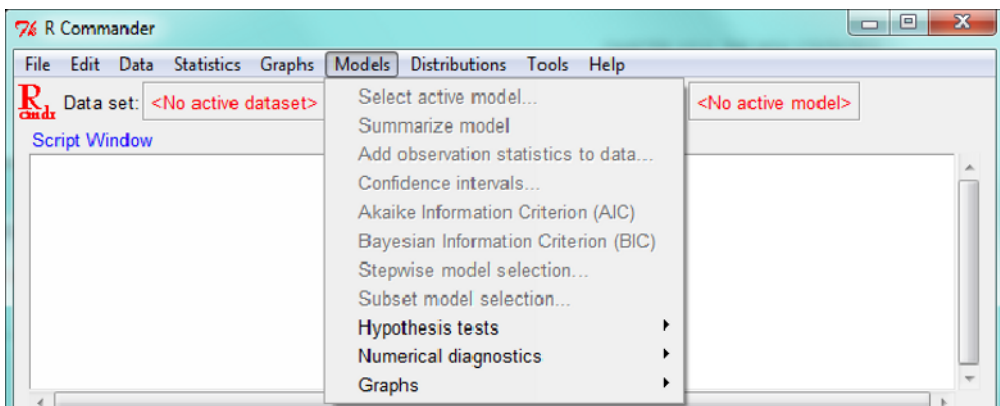 R Commander
File Edit Data Statistics Graphs Models Distributions Tools Help
R
Cmdr
Data set: <No active dataset>
<No active model>
Script Window
Select active model...
Summarize model
Add observation statistics to data...
Confidence intervals...
Akaike Information Criterion (AIC)
Bayesian Information Criterion (BIC)
Stepwise model selection...
Subset model selection...
Hypothesis tests
Numerical diagnostics
Graphs